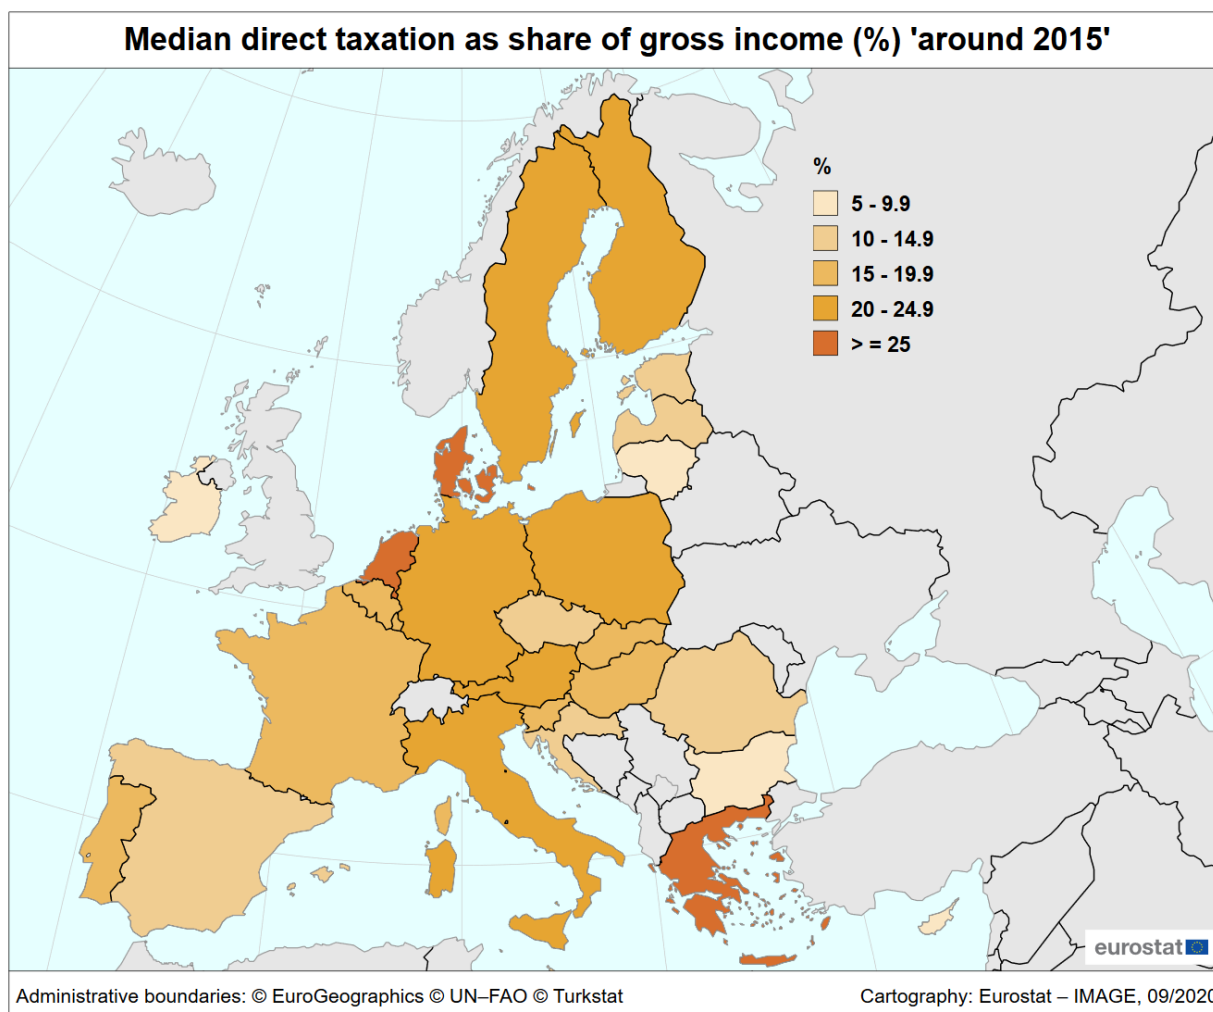 Median direct taxation as share of gross income (%) 'around 2015'
%
5 - 9.9
10 - 14.9
15 - 19.9
20 - 24.9
> = 25
eurostat
Administrative boundaries: © EuroGeographics © UN–FAO © Turkstat
Cartography: Eurostat – IMAGE, 09/2020